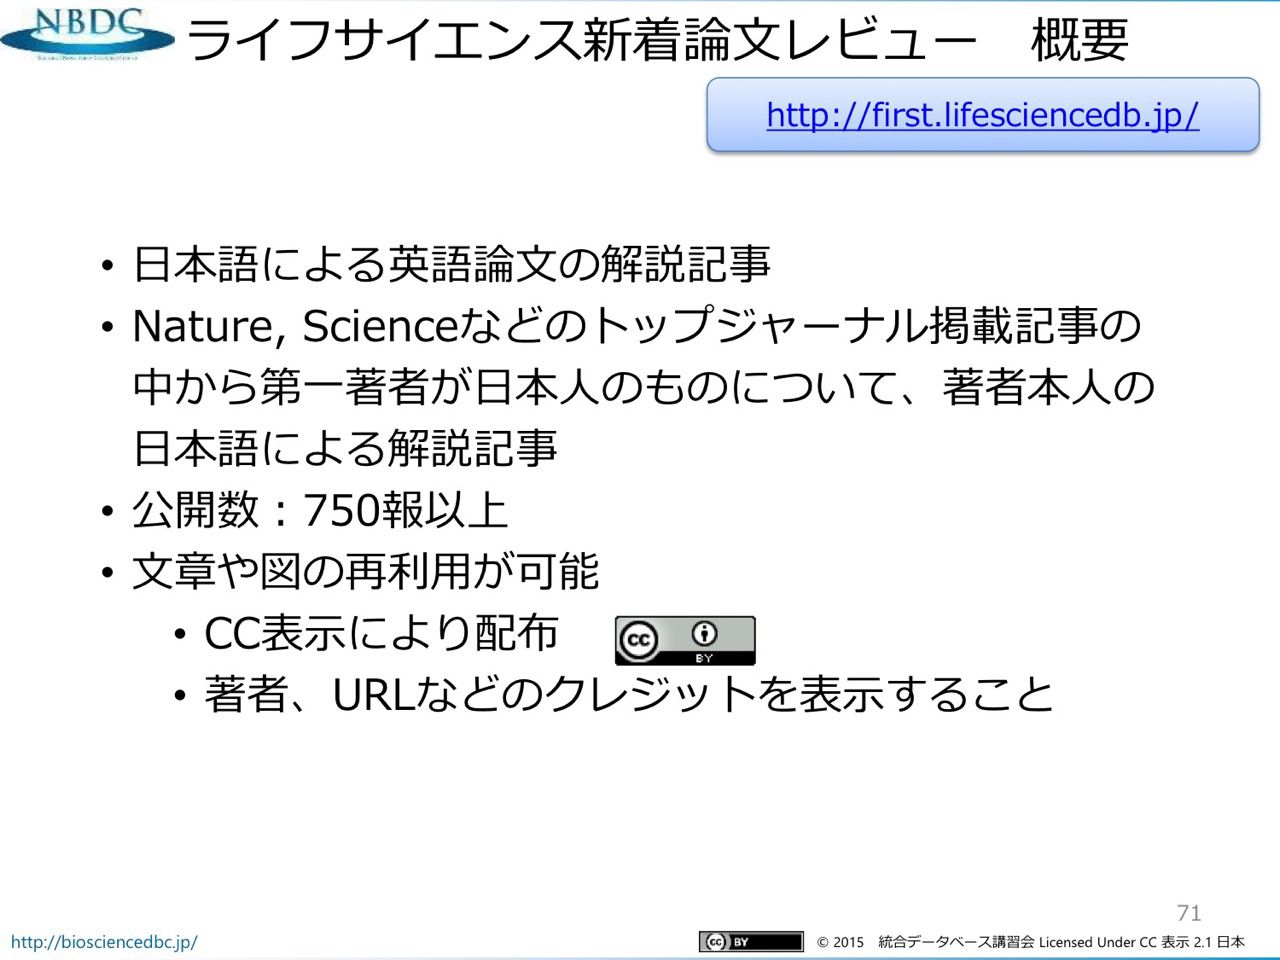 NBDC
ライフサイエンス新着論文レビュー　概要
http://first.lifesciencedb.jp/
• 日本語による英語論文の解説記事
• Nature, Scienceなどのトップジャーナル掲載記事の
中から第一著者が日本人のものについて、著者本人の
日本語による解説記事
• 公開数：750報以上
• 文章や図の再利用が可能
• CC表示により配布
cc BY
• 著者、URLなどのクレジットを表示すること
71
http://biosciencedbc.jp/
cc BY
© 2015　統合データベース講習会 Licensed Under CC 表示 2.1 日本